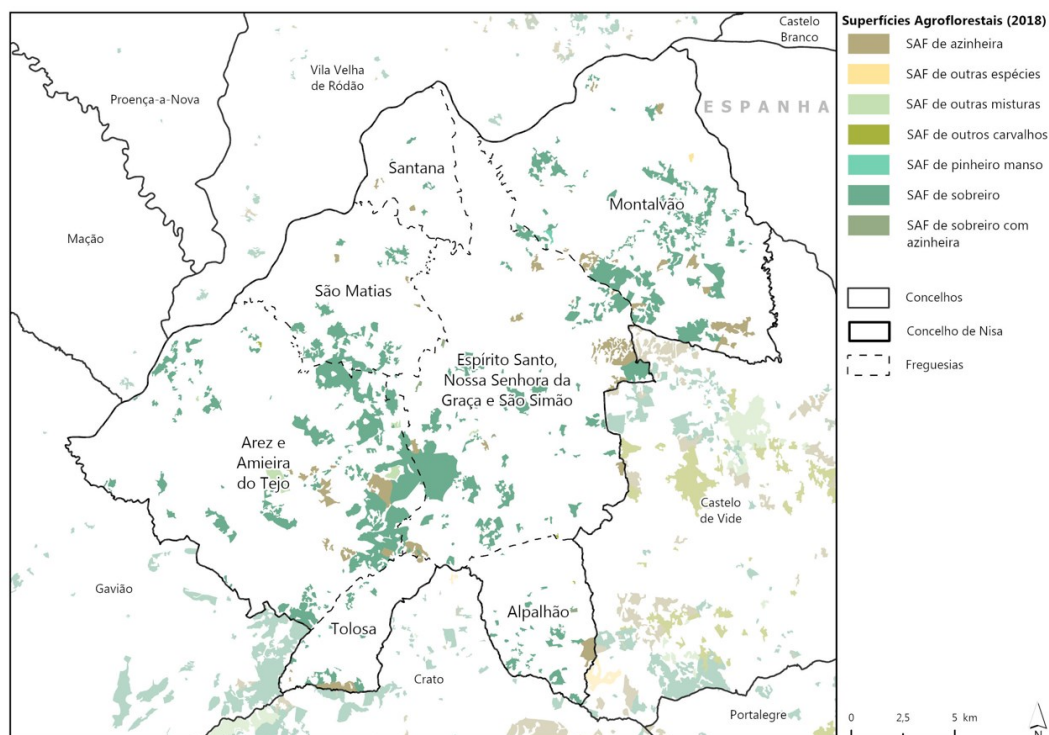 Castelo
Branco
Vila Velha
de Ródão
Proença-a-Nova
ESPANHA
Santana
Montalvão
Mação
São Matias
Espírito Santo,
Nossa Senhora da
Graça e São Simão
Arez e
Amieira
do Tejo
Castelo
de Vide
Gavião
Alpalhão
Tolosa
Crato
Portalegre
Superfícies Agroflorestais (2018)
SAF de azinheira
SAF de outras espécies
SAF de outras misturas
SAF de outros carvalhos
SAF de pinheiro manso
SAF de sobreiro
SAF de sobreiro com
azinheira
Concelhos
Concelho de Nisa
Freguesias
0 2,5 5 km
N